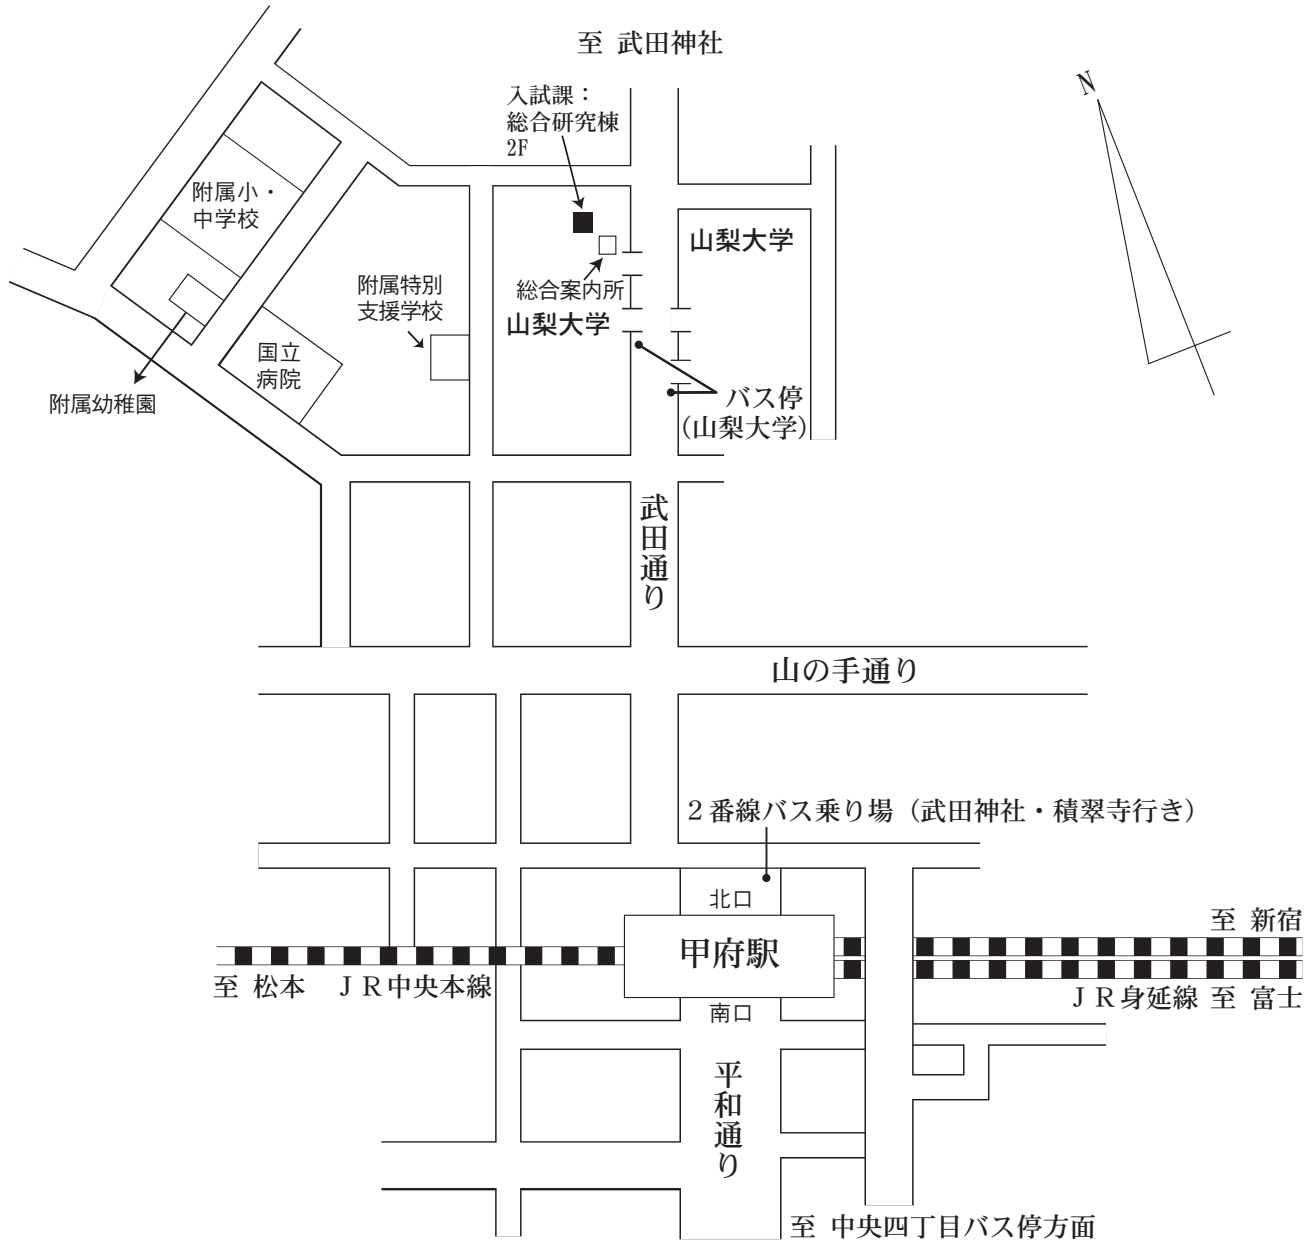 至 武田神社
N
入試課：
総合研究棟
2F
附属小・
中学校
山梨大学
附属特別
支援学校
総合案内所
山梨大学
国立
病院
附属幼稚園
バス停
(山梨大学)
武田通り
山の手通り
２番線バス乗り場（武田神社・積翠寺行き）
北口
甲府駅
至 新宿
至 松本 ＪＲ中央本線
ＪＲ身延線 至 富士
南口
平和通り
至 中央四丁目バス停方面